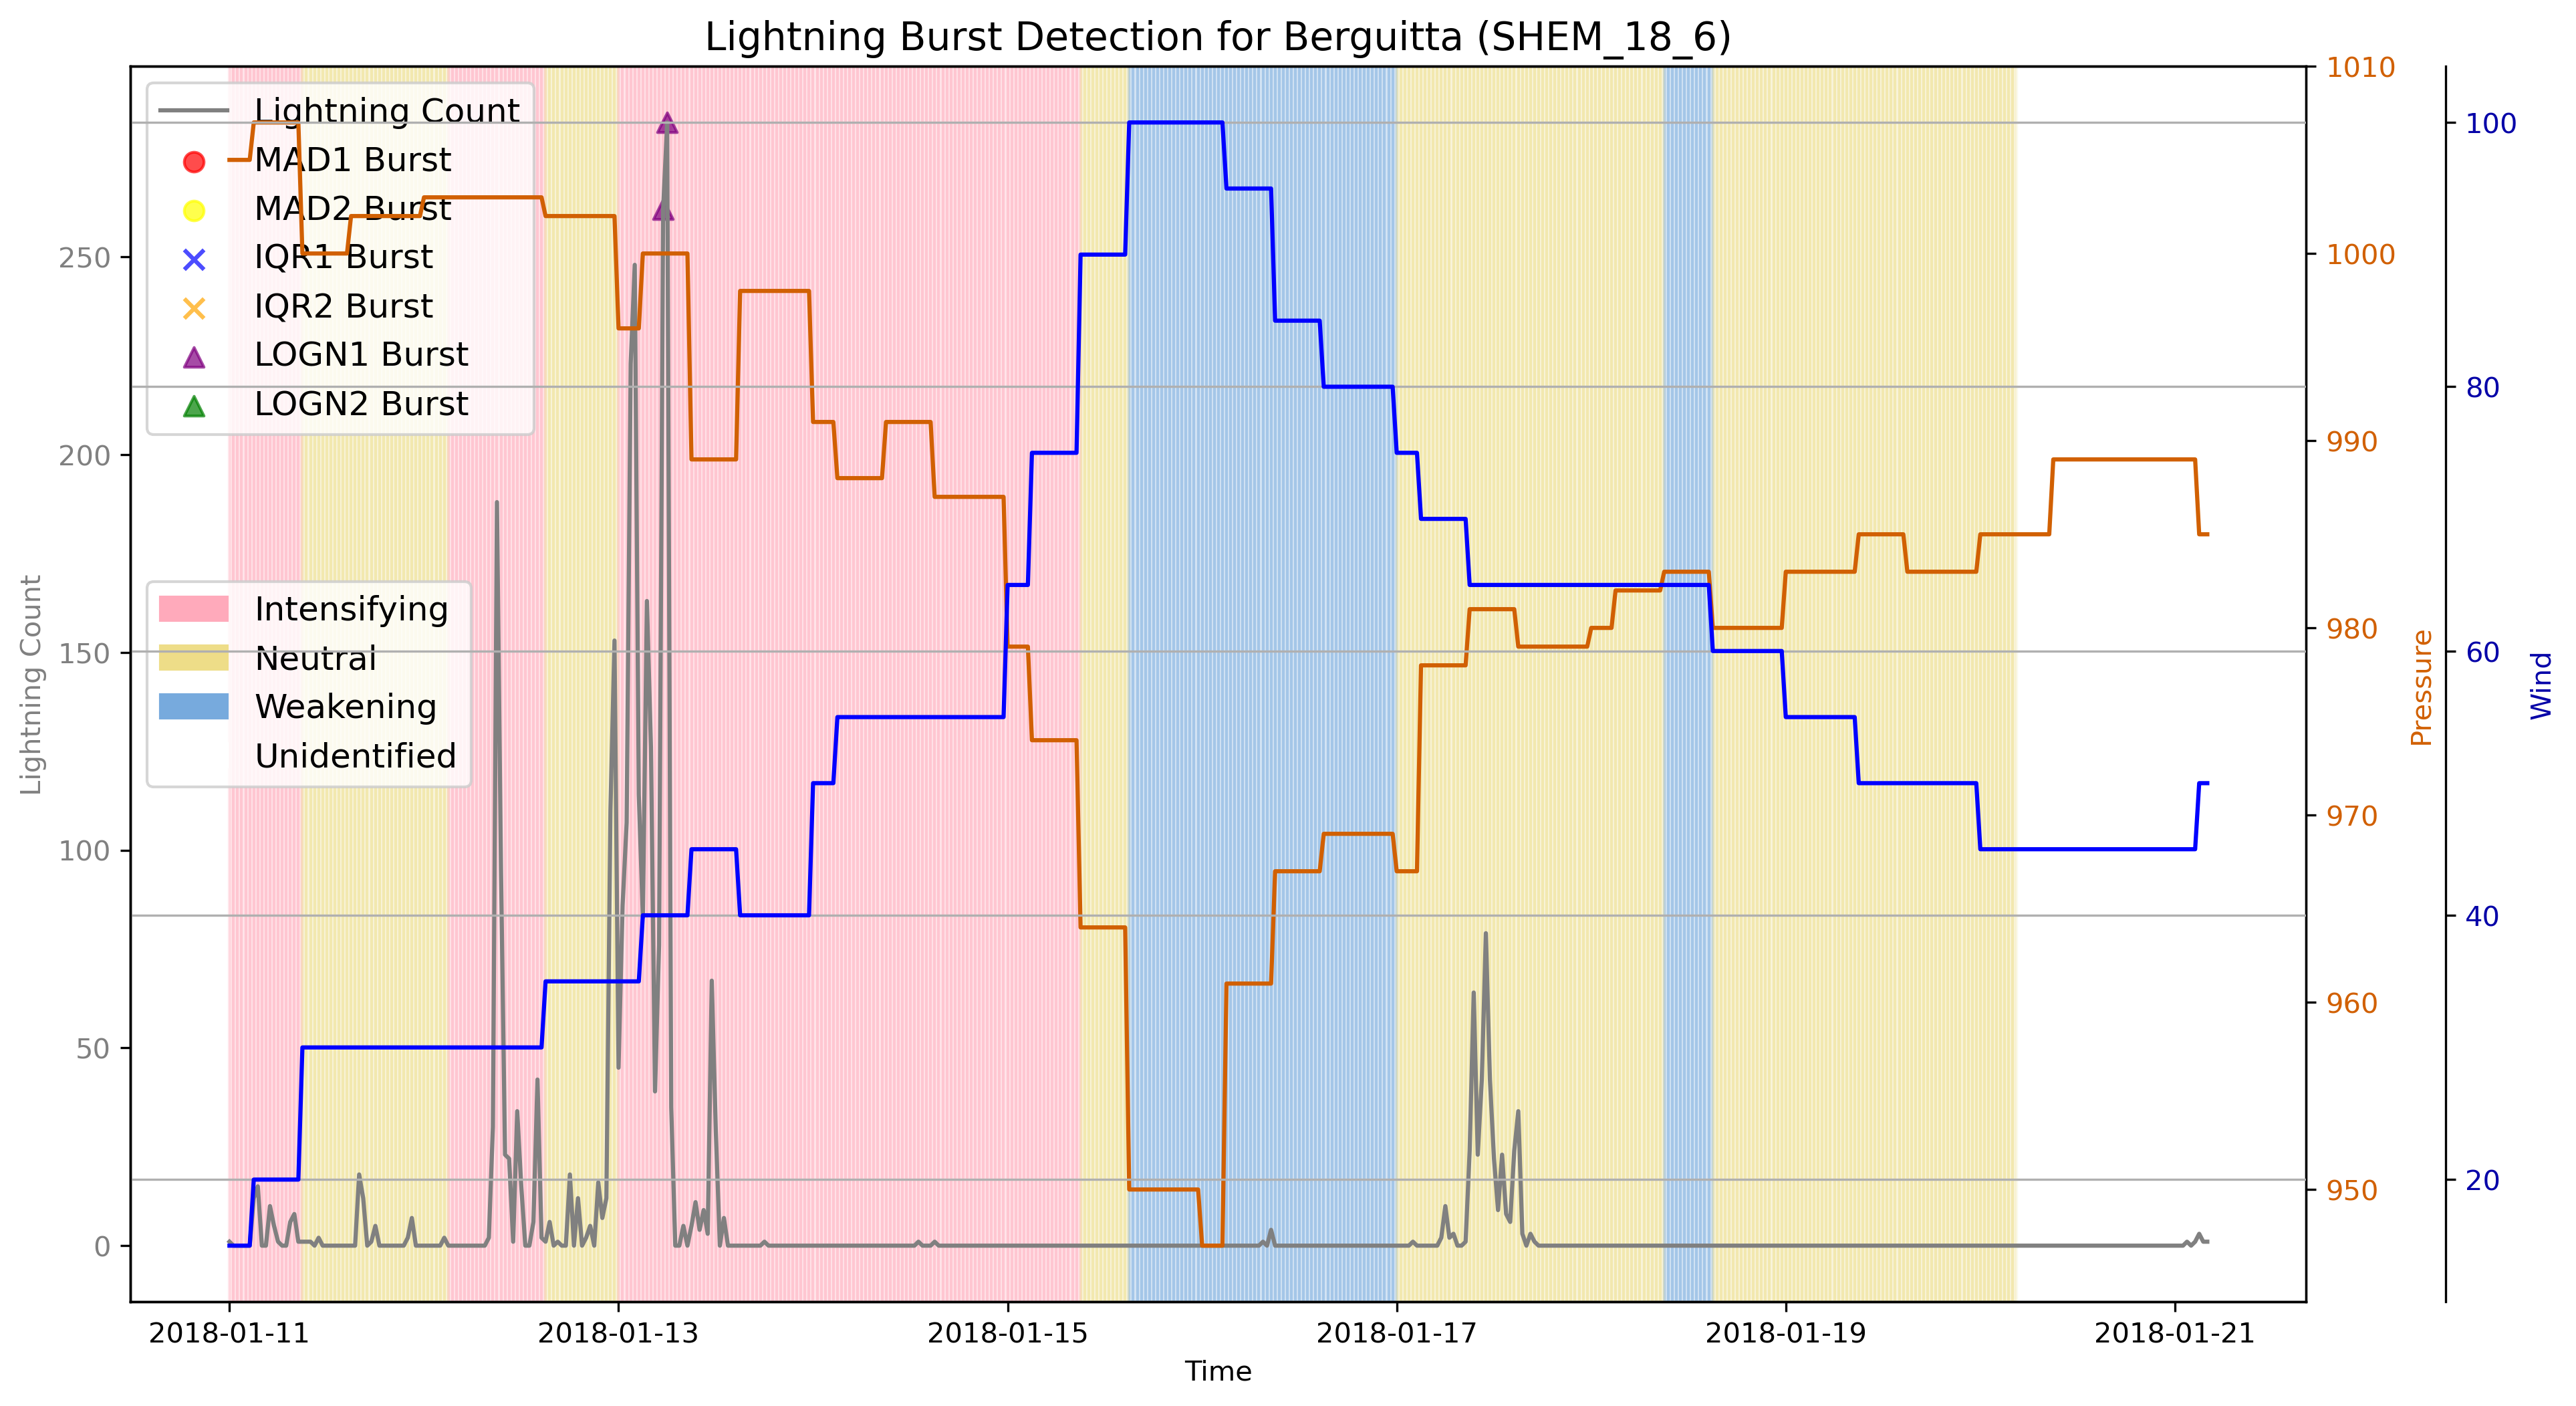 Lightning Burst Detection for Berguitta (SHEM_18_6)
Lightning Count
MAD1 Burst
MAD2 Burst
IQR1 Burst
IQR2 Burst
LOGN1 Burst
LOGN2 Burst
Intensifying
Neutral
Weakening
Unidentified
Lightning Count
250
200
150
100
50
0
1010
1000
990
980
970
960
950
Pressure
100
80
60
40
20
Wind
2018-01-11 2018-01-13 2018-01-15 2018-01-17 2018-01-19 2018-01-21
Time